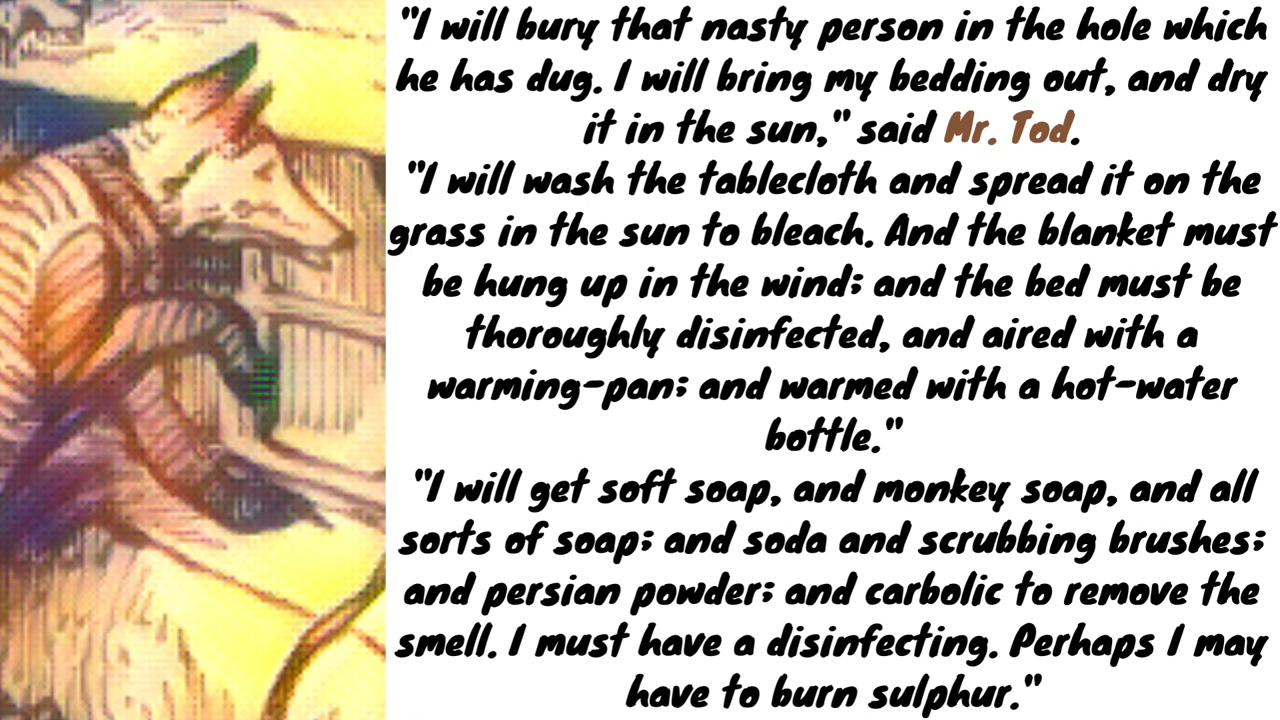 "I will bury that nasty person in the hole which
he has dug. I will bring my bedding out, and dry
it in the sun," said Mr. Tod.
"I will wash the tablecloth and spread it on the
grass in the sun to bleach. And the blanket must
be hung up in the wind; and the bed must be
thoroughly disinfected, and aired with a
warming-pan; and warmed with a hot-water
bottle."
"I will get soft soap, and monkey soap, and all
sorts of soap; and soda and scrubbing brushes;
and persian powder; and carbolic to remove the
smell. I must have a disinfecting. Perhaps I may
have to burn sulphur."